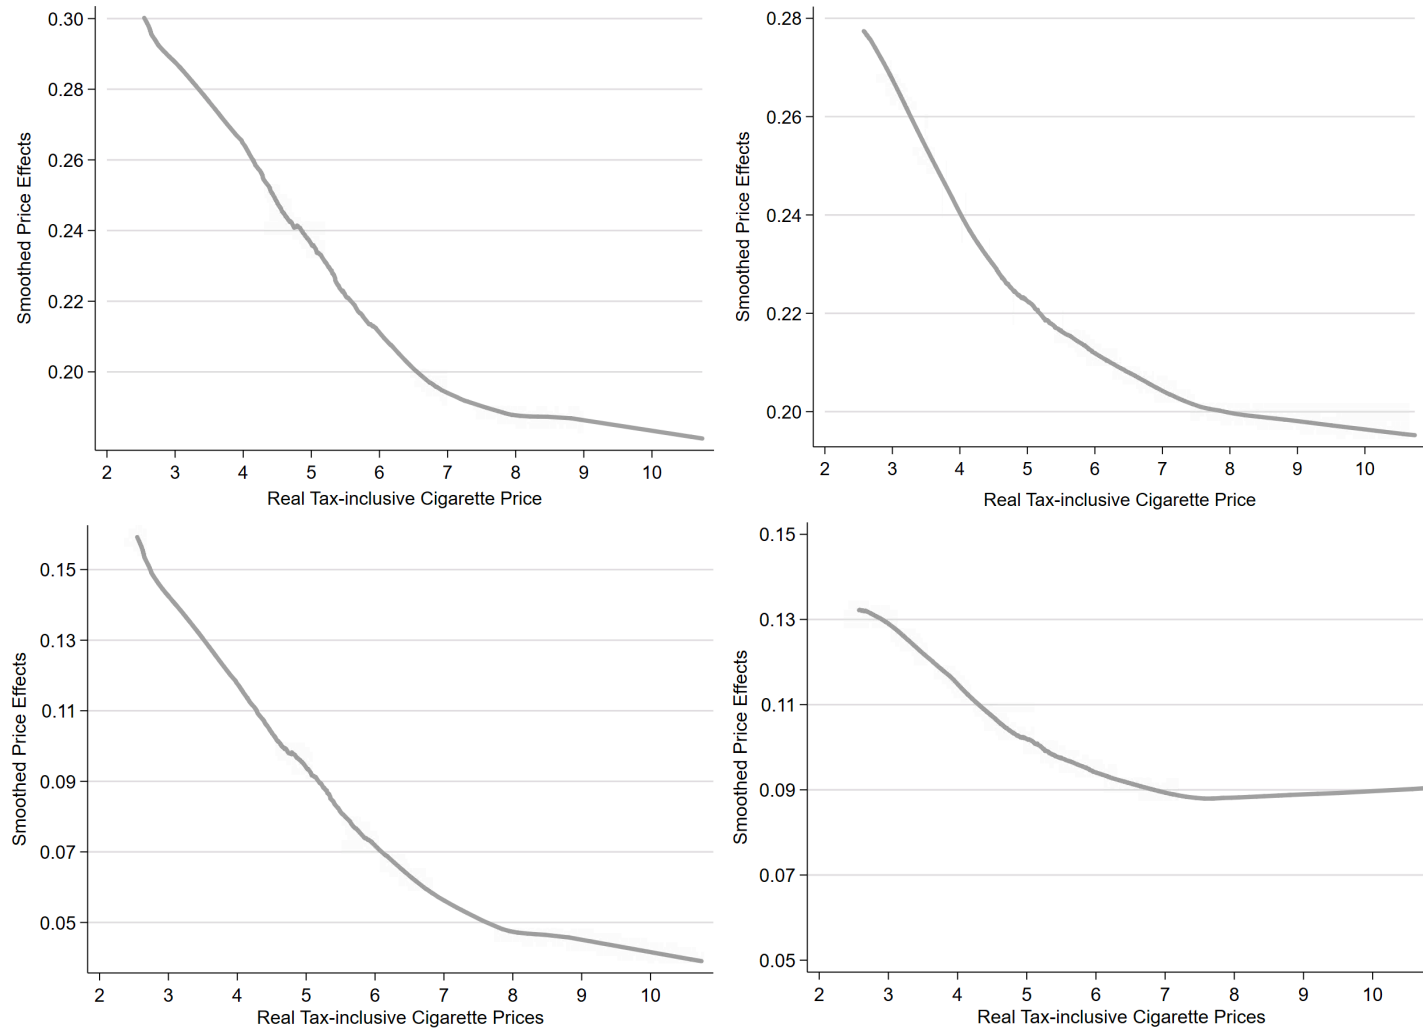 0.30
0.28
0.26
0.24
0.22
0.20
Smoothed Price Effects
2 3 4 5 6 7 8 9 10
Real Tax-inclusive Cigarette Price
0.28
0.26
0.24
0.22
0.20
Smoothed Price Effects
2 3 4 5 6 7 8 9 10
Real Tax-inclusive Cigarette Price
0.15
0.13
0.11
0.09
0.07
0.05
Smoothed Price Effects
2 3 4 5 6 7 8 9 10
Real Tax-inclusive Cigarette Prices
0.15
0.13
0.11
0.09
0.07
0.05
Smoothed Price Effects
2 3 4 5 6 7 8 9 10
Real Tax-inclusive Cigarette Prices